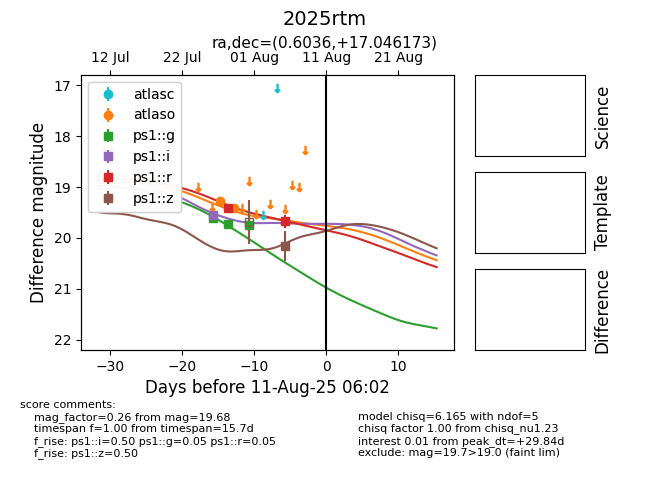 2025rtm
ra,dec=(0.6036,+17.046173)
12 Jul 22 Jul 01 Aug 11 Aug 21 Aug
17
18
19
20
21
22
Difference magnitude
atlasc
atlaso
ps1::g
ps1::i
ps1::r
ps1::z
−30 −20 −10 0 10
Days before 11-Aug-25 06:02
Science
Template
Difference
score comments:
mag_factor=0.26 from mag=19.68
timespan f=1.00 from timespan=15.7d
f_rise: ps1::i=0.50 ps1::g=0.05 ps1::r=0.05
f_rise: ps1::z=0.50
model chisq=6.165 with ndof=5
chisq factor 1.00 from chisq_nu1.23
interest 0.01 from peak_dt=+29.84d
exclude: mag=19.7>19.0 (faint lim)